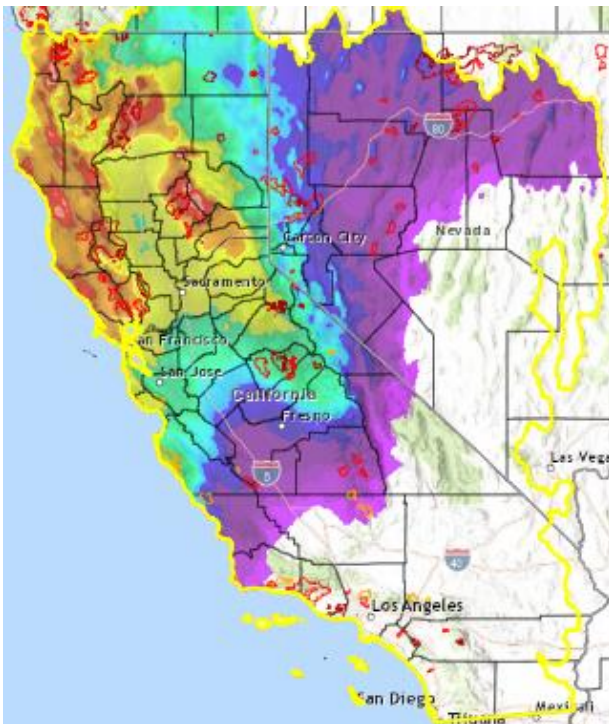 80
Nevada
Carson City
Sacramento
an Francisco
San Jose
California
Fresno
5
Las Vega
40
Los Angeles
San Diego
Mexicali